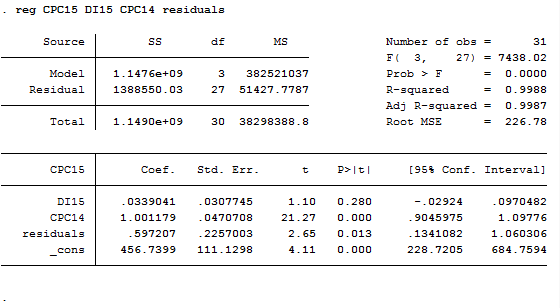 . reg CPC15 DI15 CPC14 residuals
Source SS df MS Number of obs = 31
F( 3, 27) = 7438.02
Model 1.1476e+09 3 382521037 Prob > F = 0.0000
Residual 1388550.03 27 51427.7787 R-squared = 0.9988
Adj R-squared = 0.9987
Total 1.1490e+09 30 38298388.8 Root MSE = 226.78
CPC15 Coef. Std. Err. t P>|t| [95% Conf. Interval]
DI15 .0339041 .0307745 1.10 0.280 -.02924 .0970482
CPC14 1.001179 .0470708 21.27 0.000 .9045975 1.09776
residuals .597207 .2257003 2.65 0.013 .1341082 1.060306
_cons 456.7399 111.1298 4.11 0.000 228.7205 684.7594
.